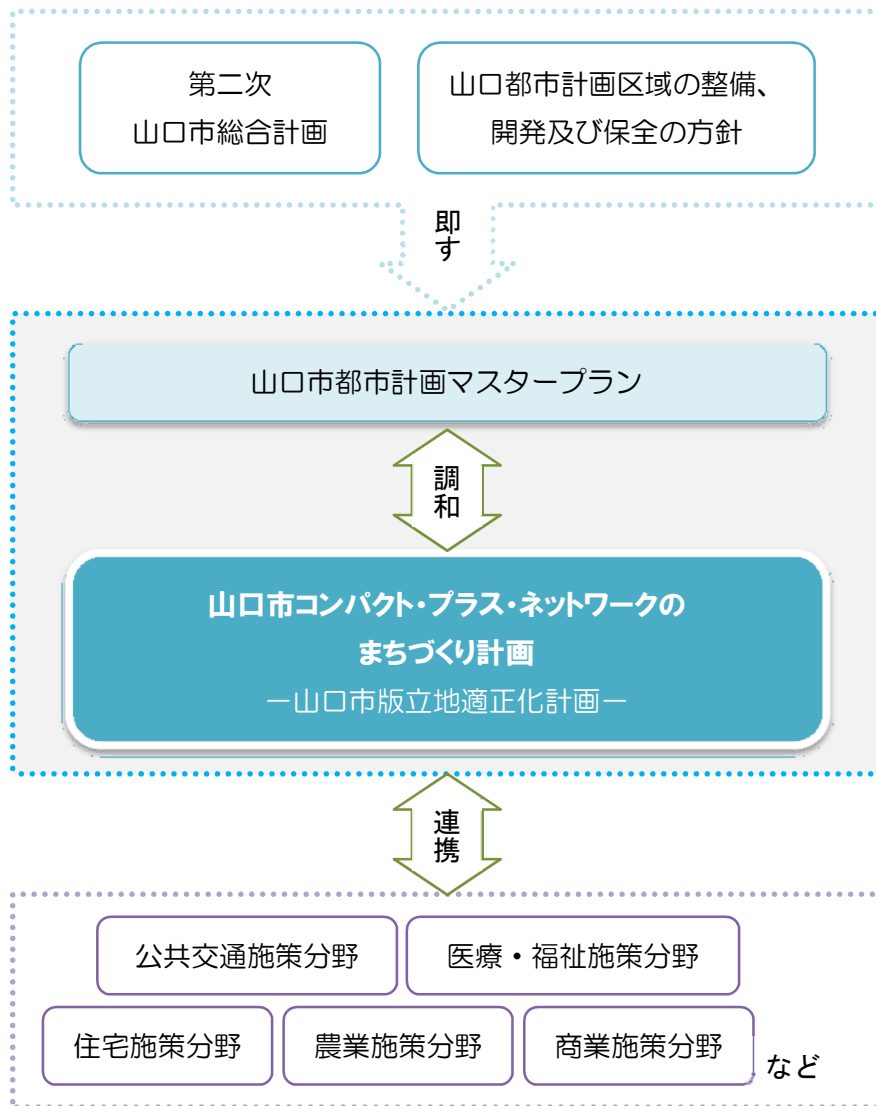 第二次
山口市総合計画
山口都市計画区域の整備、
開発及び保全の方針
即す
山口市都市計画マスタープラン
調和
山口市コンパクト・プラス・ネットワークの
まちづくり計画
－山口市版立地適正化計画－
連携
公共交通施策分野
医療・福祉施策分野
住宅施策分野
農業施策分野
商業施策分野
など